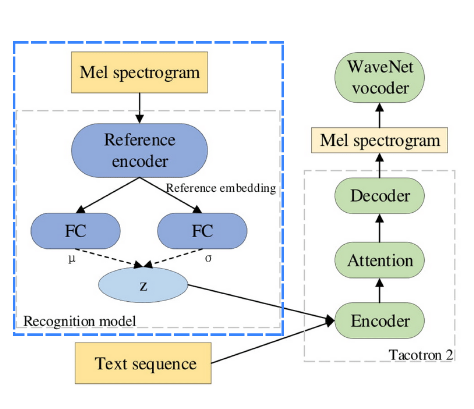 Mel spectrogram
Reference
encoder
Reference embedding
FC
FC
μ
σ
z
Recognition model
Text sequence
WaveNet
vocoder
Mel spectrogram
Decoder
Attention
Encoder
Tacotron 2